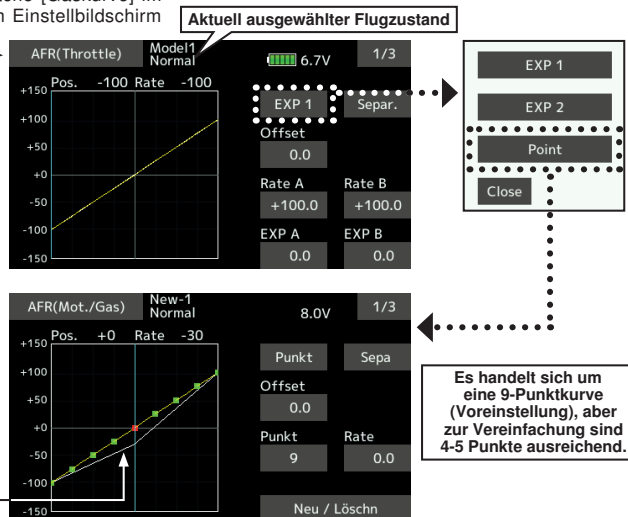 Einstellbildschirm
Aktuell ausgewählter Flugzustand
AFR(Throttle)
Model1
Normal
6.7V
1/3
Pos. -100 Rate -100
+150
+100
+50
+0
-50
-100
-150
EXP 1
Separ.
Offset
0.0
Rate A
Rate B
+100.0
+100.0
EXP A
EXP B
0.0
0.0
EXP 1
EXP 2
Point
Close
AFR(Mot./Gas)
New-1
Normal
8.0V
1/3
Pos. +0 Rate -30
+150
+100
+50
+0
-50
-100
-150
Punkt
Sepa
Offset
0.0
Punkt
Rate
9
0.0
Neu / Löschn
Es handelt sich um
eine 9-Punktkurve
(Voreinstellung), aber
zur Vereinfachung sind
4-5 Punkte ausreichend.